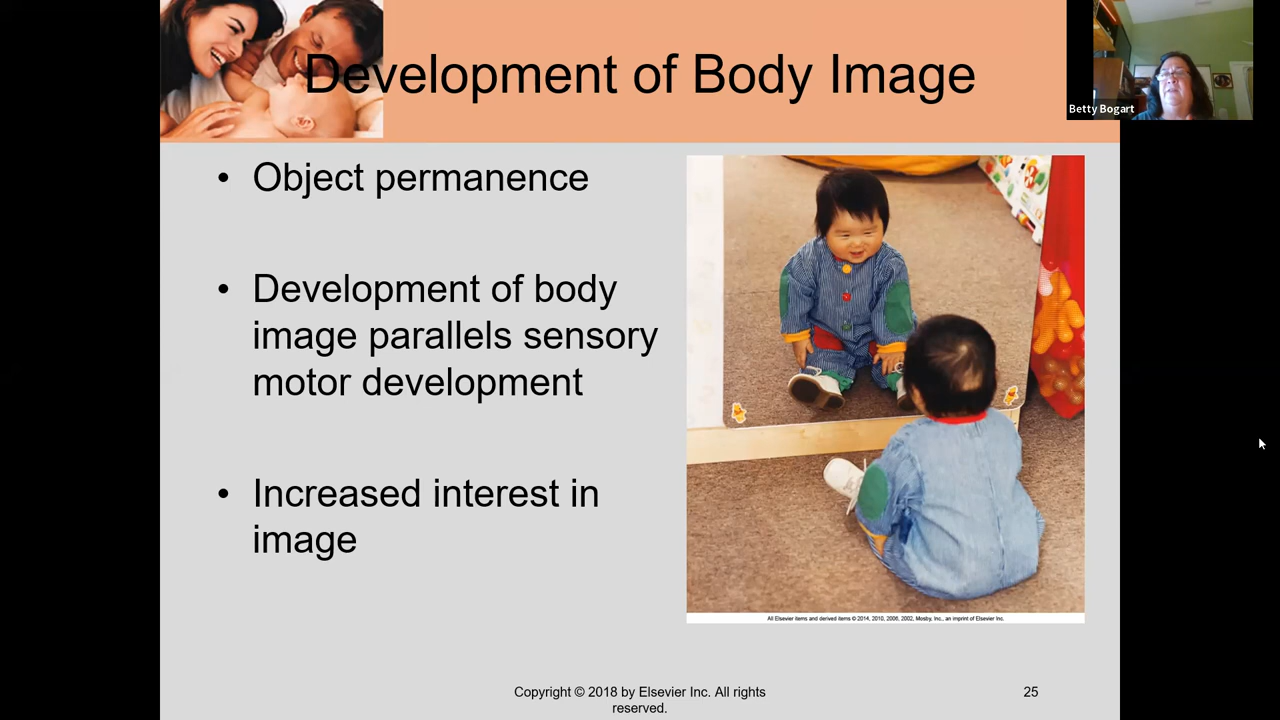 Development of Body Image
Betty Bogart
• Object permanence
• Development of body
image parallels sensory
motor development
• Increased interest in
image
All Elsevier items and derived items © 2014, 2010, 2006, 2002, Mosby, Inc., an imprint of Elsevier Inc.
Copyright © 2018 by Elsevier Inc. All rights
reserved.
25